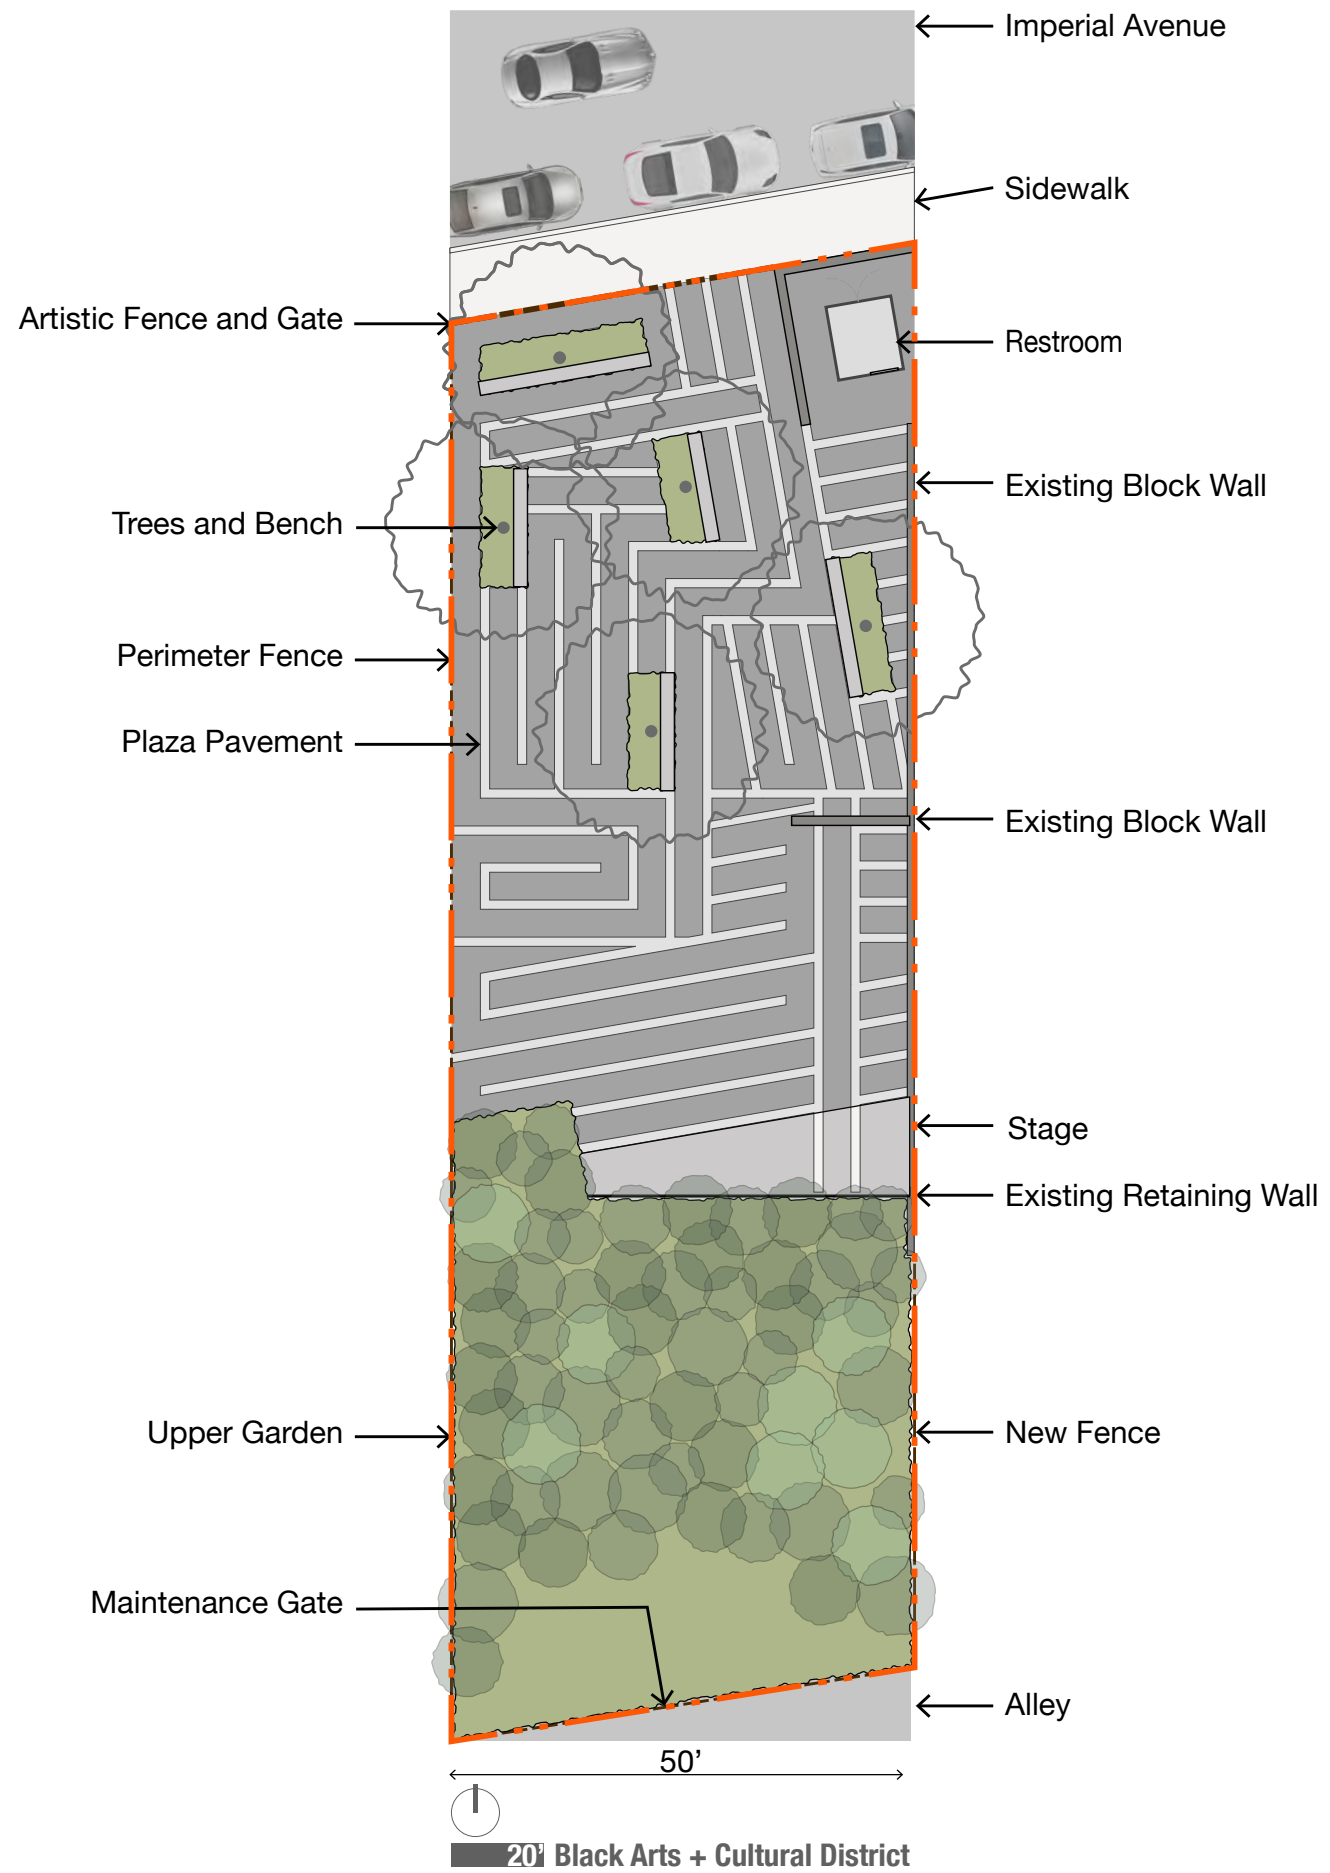 Imperial Avenue
Sidewalk
Artistic Fence and Gate
Restroom
Existing Block Wall
Trees and Bench
Perimeter Fence
Plaza Pavement
Existing Block Wall
Stage
Existing Retaining Wall
Upper Garden
New Fence
Maintenance Gate
Alley
50’
20’ Black Arts + Cultural District